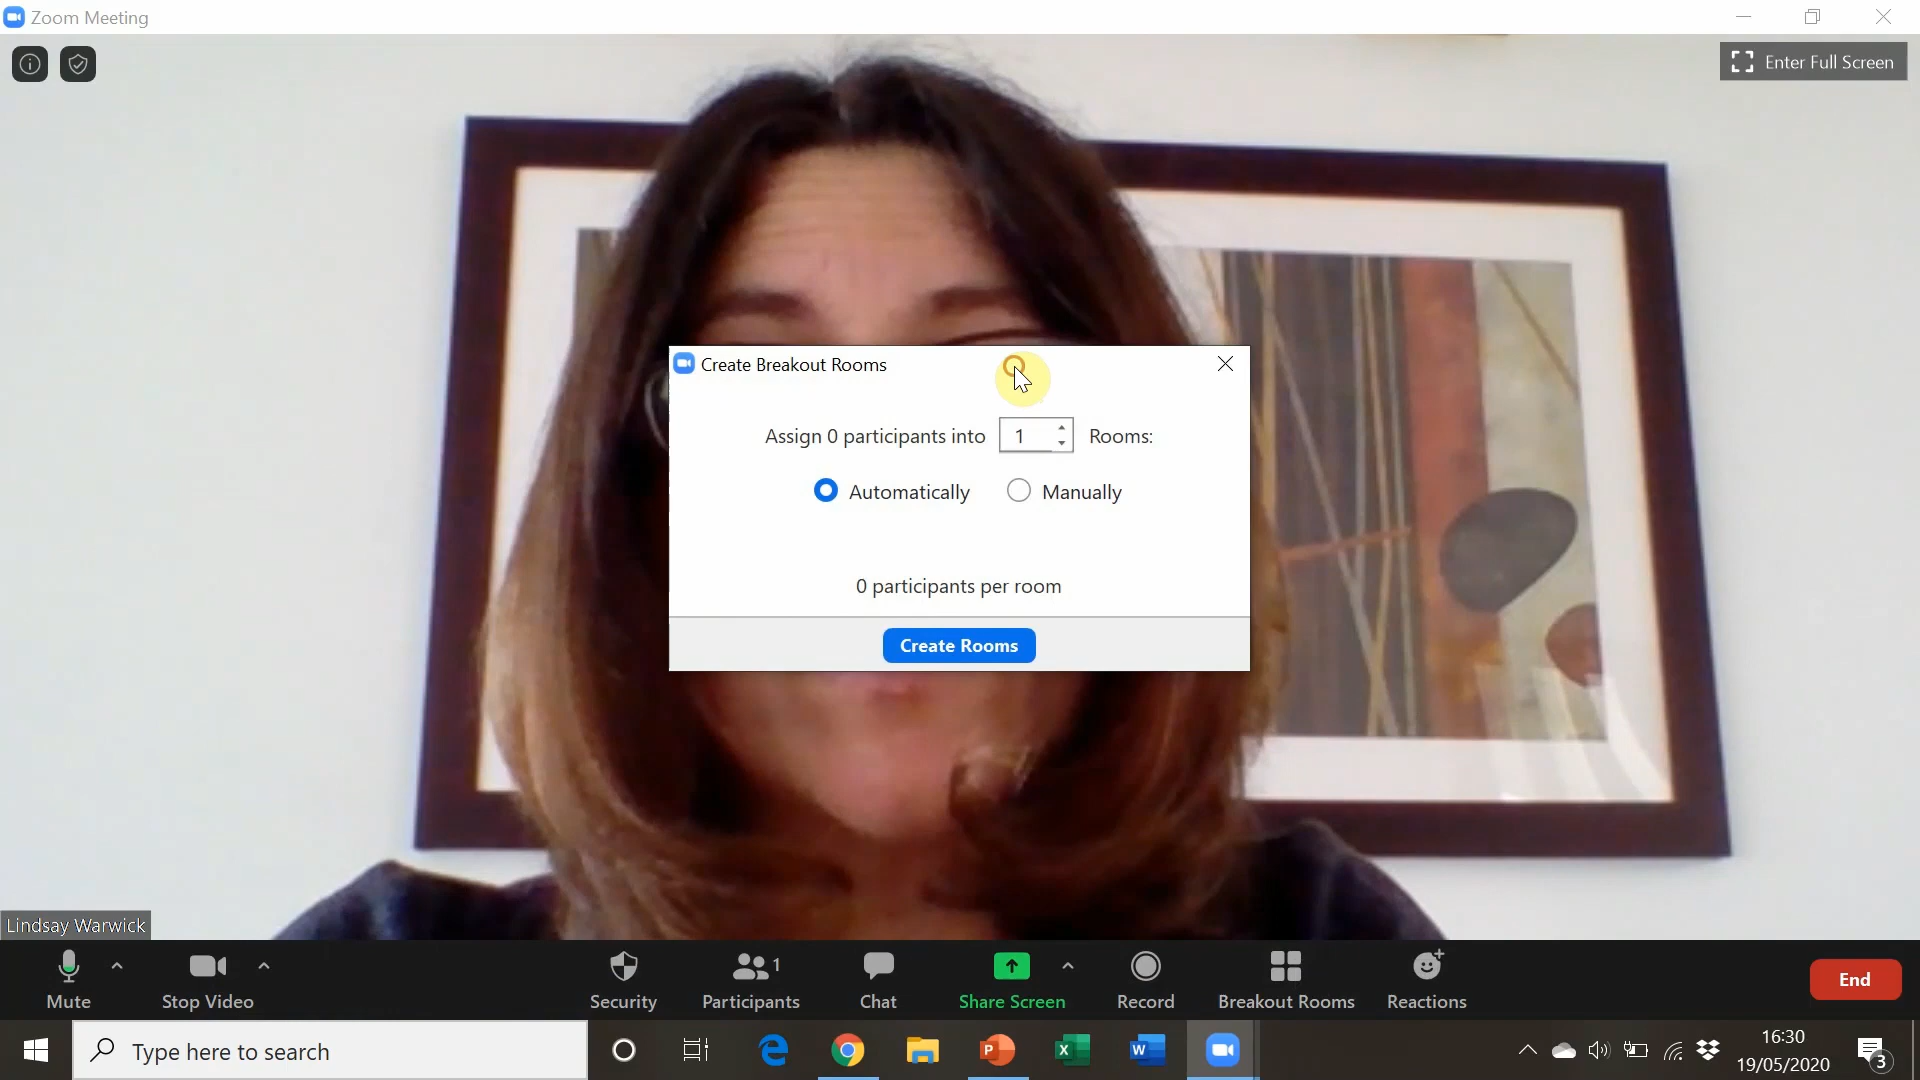 Zoom Meeting
Enter Full Screen
Create Breakout Rooms
Assign 0 participants into 1 Rooms:
Automatically Manually
0 participants per room
Create Rooms
Lindsay Warwick
Mute Stop Video Security Participants 1 Chat Share Screen Record Breakout Rooms Reactions End
Type here to search
16:30
19/05/2020
3